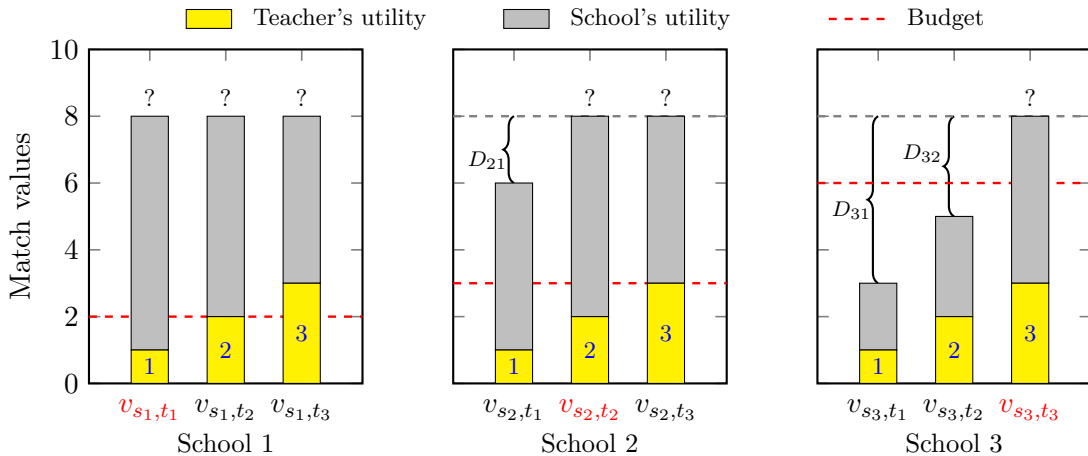 Teacher's utility School's utility Budget
Match values
10
8
6
4
2
0
? ? ?
1 2 3
v_{s_1,t_1} v_{s_1,t_2} v_{s_1,t_3}
School 1
? ?
D_{21}
1 2 3
v_{s_2,t_1} v_{s_2,t_2} v_{s_2,t_3}
School 2
?
D_{32}
D_{31}
1 2 3
v_{s_3,t_1} v_{s_3,t_2} v_{s_3,t_3}
School 3